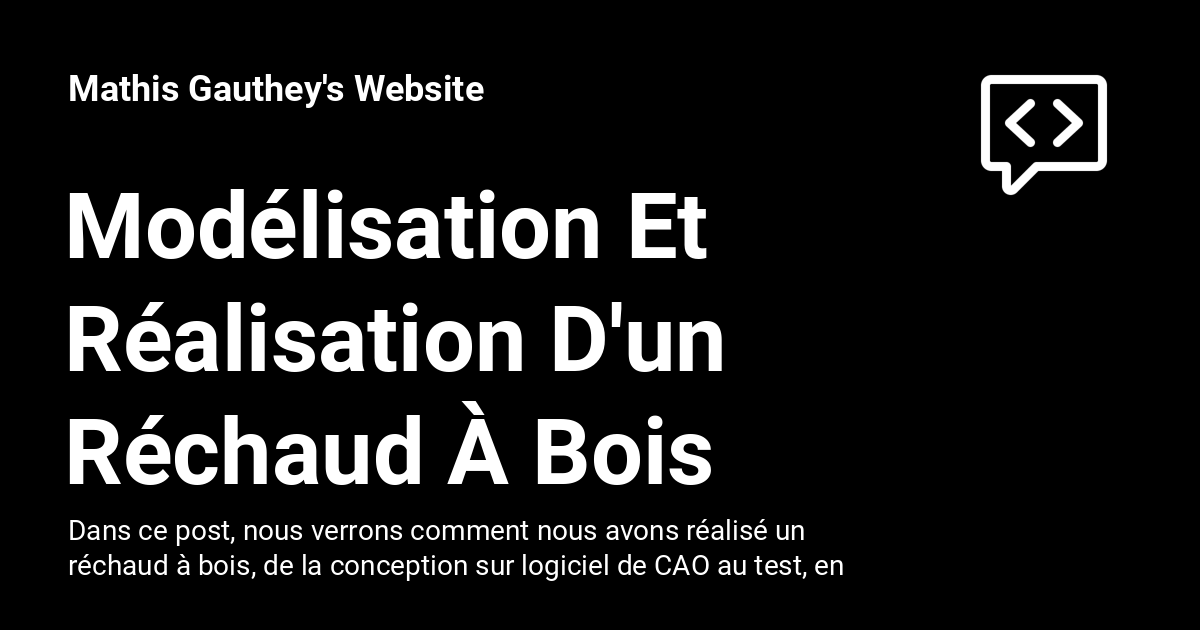 Mathis Gauthey's Website
Modélisation Et
Réalisation D'un
Réchaud À Bois
Dans ce post, nous verrons comment nous avons réalisé un
réchaud à bois, de la conception sur logiciel de CAO au test, en